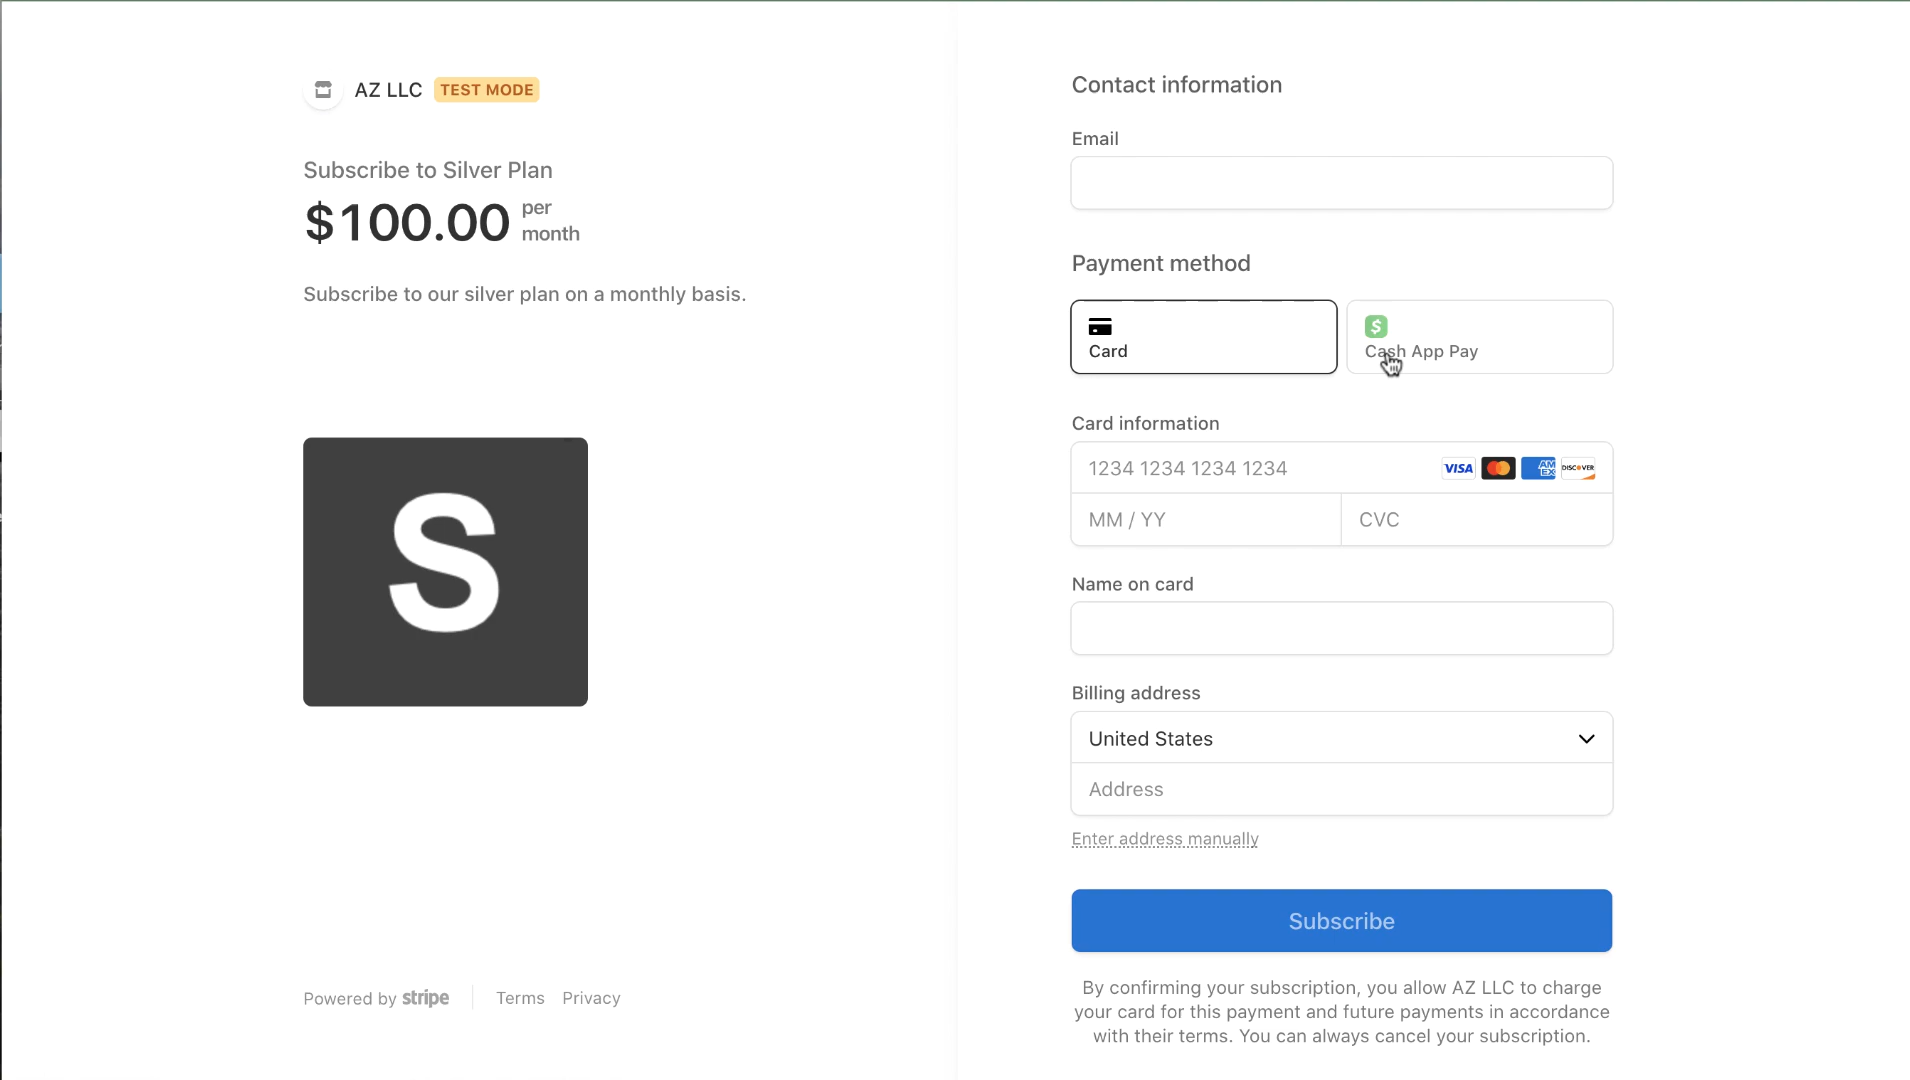 AZ LLC TEST MODE
Subscribe to Silver Plan
$100.00 per
month
Subscribe to our silver plan on a monthly basis.
S
Powered by stripe
Terms Privacy
Contact information
Email
Payment method
Card
$
Cash App Pay
Card information
1234 1234 1234 1234 VISA AM
EX DISCOVER
MM / YY CVC
Name on card
Billing address
United States
Address
Enter address manually
Subscribe
By confirming your subscription, you allow AZ LLC to charge
your card for this payment and future payments in accordance
with their terms. You can always cancel your subscription.